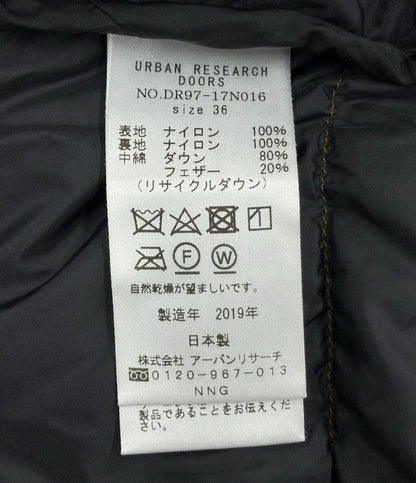 URBAN RESEARCH
DOORS
NO.DR97-17N016
size 36
表地 ナイロン 100%
裏地 ナイロン 100%
中綿 ダウン 80%
フェザー 20%
(リサイクルダウン)
F W
自然乾燥が望ましいです。
製造年 2019年
日本製
株式会社 アーバンリサーチ
0120-967-013
NNG
製品であることをお伝えくだ
さい。